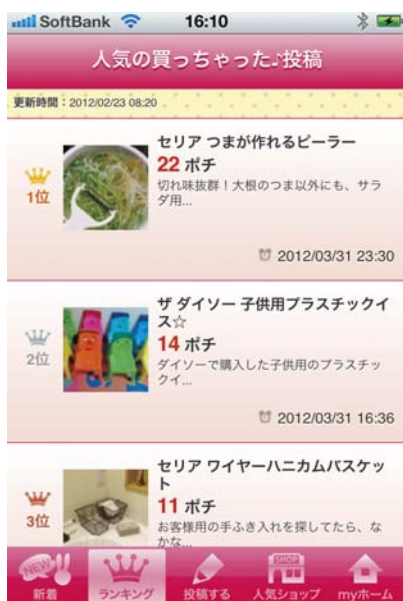 SoftBank 16:10
人気の買っちゃった♪投稿
更新時間：2012/02/23 08:20
セリア つまが作れるピーラー
22 ポチ
1位
切れ味抜群！大根のつま以外にも、サラ
ダ用...
2012/03/31 23:30
ザ ダイソー 子供用プラスチックイ
ス☆
14 ポチ
2位
ダイソーで購入した子供用のプラスチッ
クイ...
2012/03/31 16:36
セリア ワイヤーハニカムバスケッ
ト
11 ポチ
3位
お客様用の手ふき入れを探してたら、な
かな...
NEW SHOP
新着 ランキング 投稿する 人気ショップ myホーム